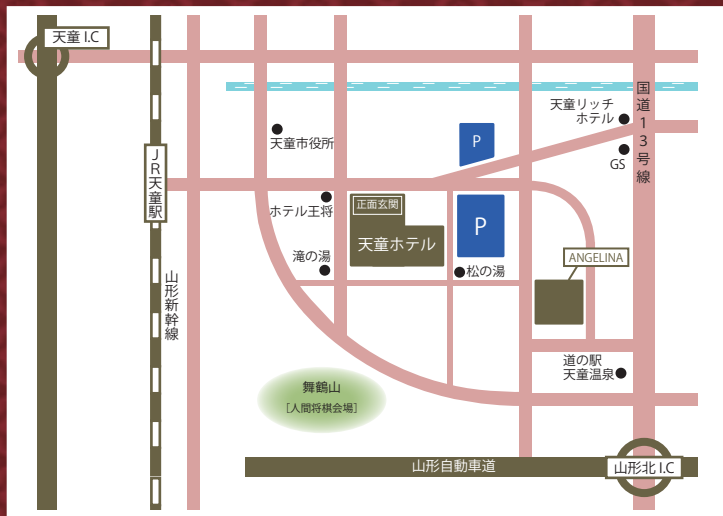 天童 I.C
国道13号線
天童リッチ
ホテル
P
天童市役所
GS
JR天童駅
正面玄関
ホテル王将
P
天童ホテル
滝の湯
松の湯
ANGELINA
山形新幹線
道の駅
天童温泉
舞鶴山
[人間将棋会場]
山形自動車道
山形北 I.C